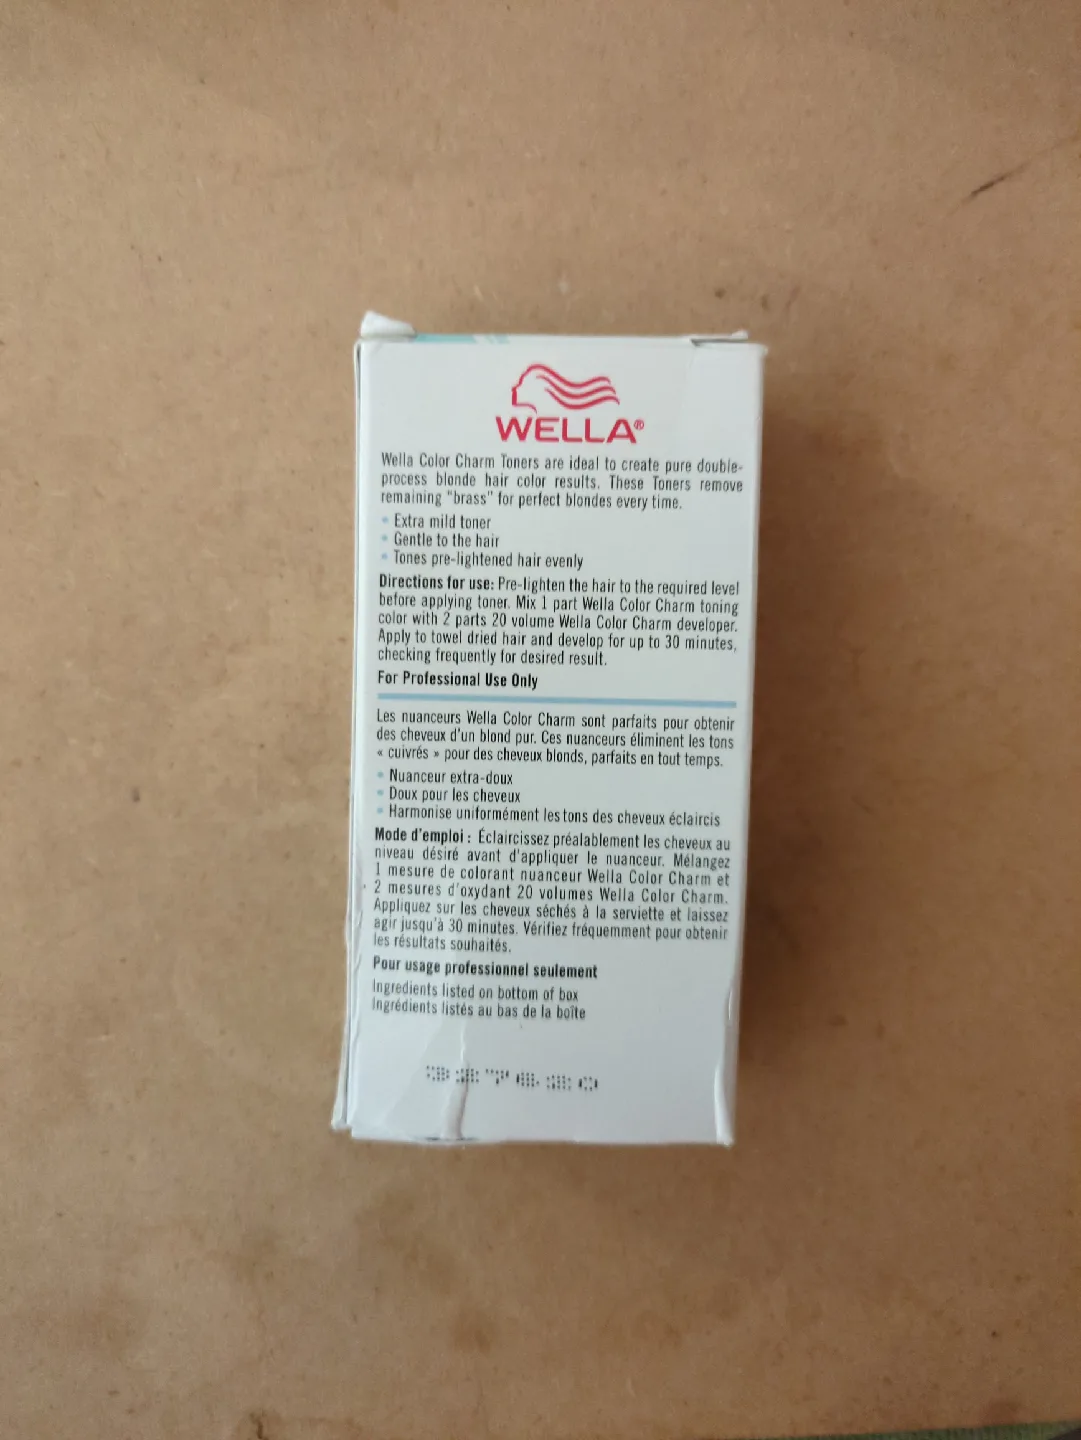 WELLA®
Wella Color Charm Toners are ideal to create pure double-
process blonde hair color results. These Toners remove
remaining "brass" for perfect blondes every time.
• Extra mild toner
• Gentle to the hair
• Tones pre-lightened hair evenly
Directions for use: Pre-lighten the hair to the required level
before applying toner. Mix 1 part Wella Color Charm toning
color with 2 parts 20 volume Wella Color Charm developer.
Apply to towel dried hair and develop for up to 30 minutes,
checking frequently for desired result.
For Professional Use Only
Les nuanceurs Wella Color Charm sont parfaits pour obtenir
des cheveux d'un blond pur. Ces nuanceurs éliminent les tons
« cuivrés » pour des cheveux blonds, parfaits en tout temps.
• Nuanceur extra-doux
• Doux pour les cheveux
• Harmonise uniformément les tons des cheveux éclaircis
Mode d'emploi : Éclaircissez préalablement les cheveux au
niveau désiré avant d'appliquer le nuanceur. Mélangez
1 mesure de colorant nuanceur Wella Color Charm et
2 mesures d'oxydant 20 volumes Wella Color Charm.
Appliquez sur les cheveux séchés à la serviette et laissez
agir jusqu'à 30 minutes. Vérifiez fréquemment pour obtenir
les résultats souhaités.
Pour usage professionnel seulement
Ingredients listed on bottom of box
Ingrédients listés au bas de la boîte